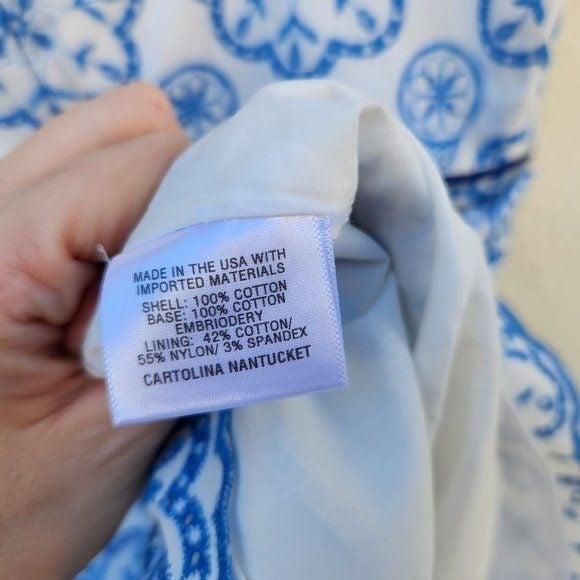 MADE IN THE USA WITH
IMPORTED MATERIALS
SHELL: 100% COTTON
BASE: 100% COTTON
EMBRIODERY
LINING: 42% COTTON/
55% NYLON/ 3% SPANDEX
CARTOLINA NANTUCKET